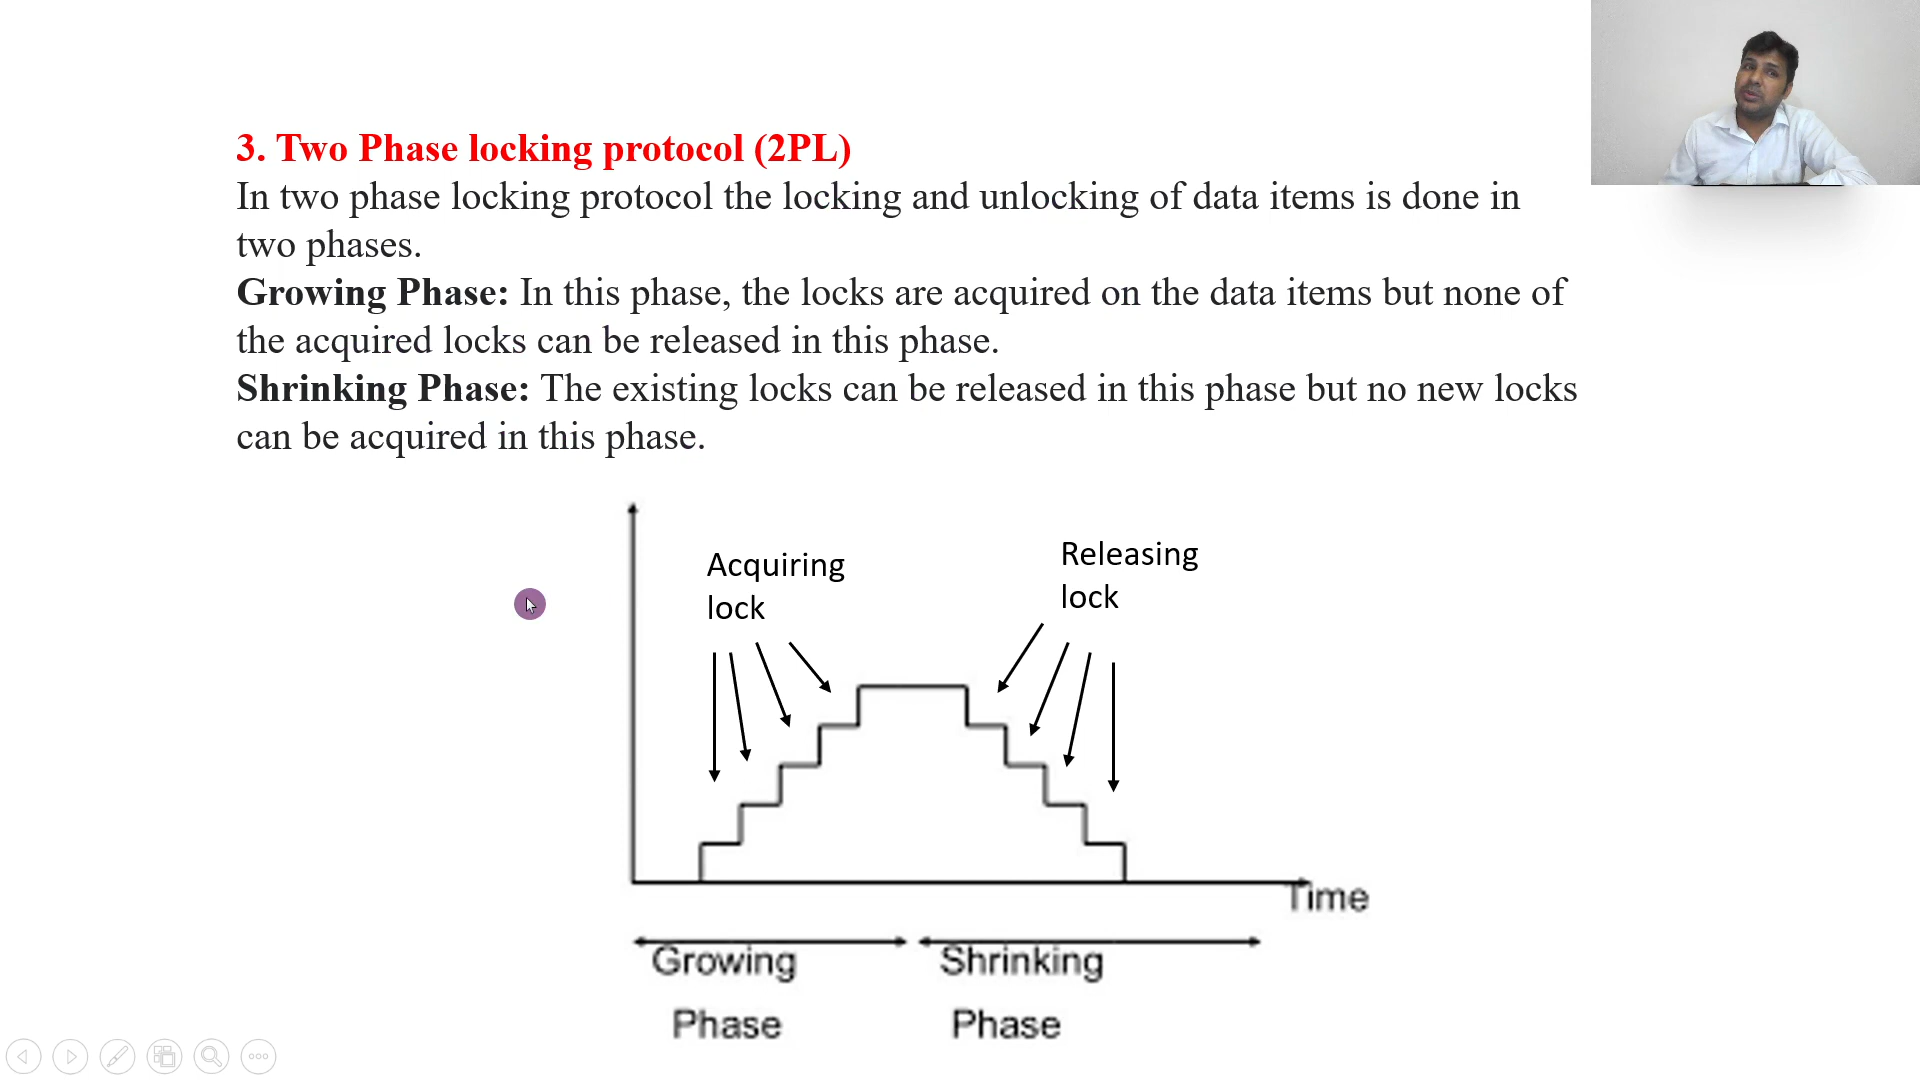 3. Two Phase locking protocol (2PL)
In two phase locking protocol the locking and unlocking of data items is done in
two phases.
Growing Phase: In this phase, the locks are acquired on the data items but none of
the acquired locks can be released in this phase.
Shrinking Phase: The existing locks can be released in this phase but no new locks
can be acquired in this phase.
Acquiring
lock
Releasing
lock
Time
Growing
Phase
Shrinking
Phase